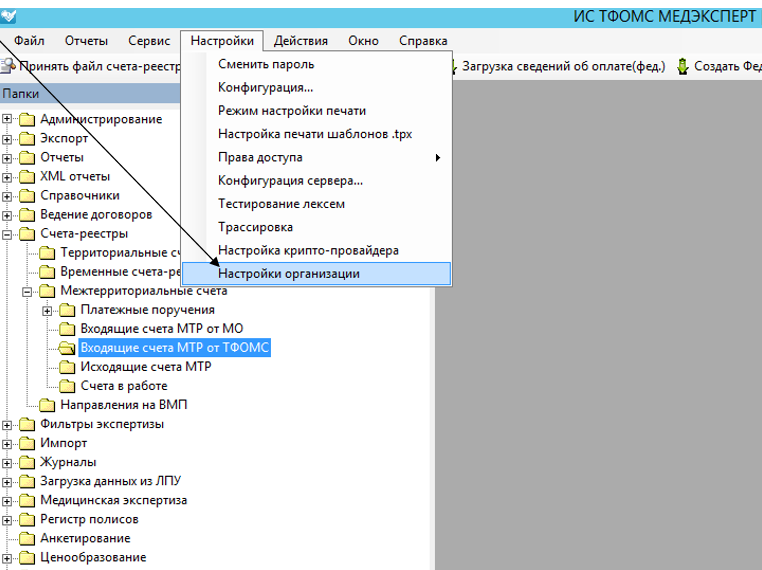 ИС ТФОМС МЕДЭКСПЕРТ
Файл Отчеты Сервис Настройки Действия Окно Справка
Принять файл счета-реестр Загрузка сведений об оплате(фед.) Создать Фед
Папки
Сменить пароль
Конфигурация...
Режим настройки печати
Настройка печати шаблонов .tpx
Права доступа
Конфигурация сервера...
Тестирование лексем
Трассировка
Настройка крипто-провайдера
Настройки организации
Администрирование
Экспорт
Отчеты
XML отчеты
Справочники
Ведение договоров
Счета-реестры
Территориальные сч
Временные счета-ре
Межтерриториальные счета
Платежные поручения
Входящие счета МТР от МО
Входящие счета МТР от ТФОМС
Исходящие счета МТР
Счета в работе
Направления на ВМП
Фильтры экспертизы
Импорт
Журналы
Загрузка данных из ЛПУ
Медицинская экспертиза
Регистр полисов
Анкетирование
Ценообразование